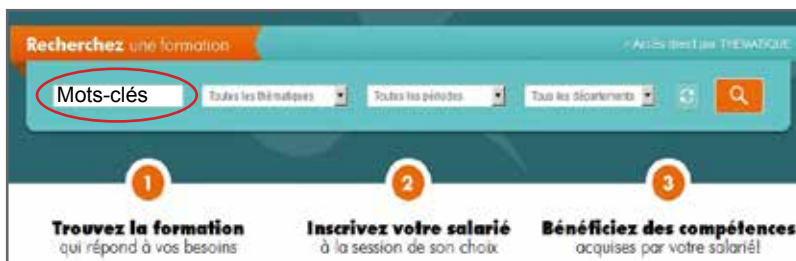 Recherchez une formation
> Accès direct par THÉMATIQUE
Mots-clés Toutes les thématiques Toutes les périodes Tous les départements
1 2 3
Trouvez la formation Inscrivez votre salarié Bénéficiez des compétences
qui répond à vos besoins à la session de son choix acquises par votre salarié!